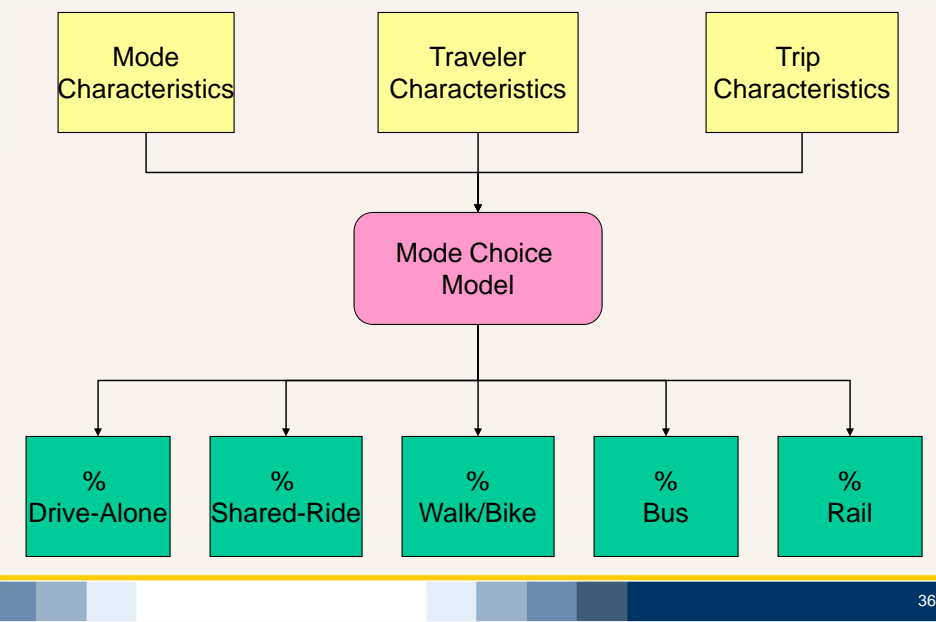 Mode
Characteristics
Traveler
Characteristics
Trip
Characteristics
Mode Choice
Model
%
Drive-Alone
%
Shared-Ride
%
Walk/Bike
%
Bus
%
Rail
36